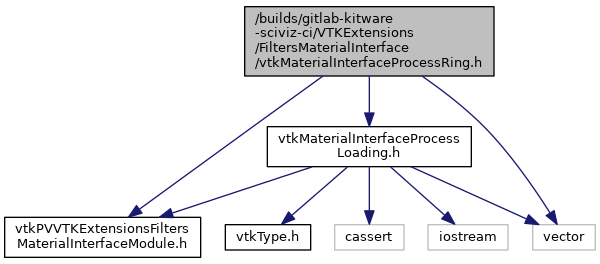 /builds/gitlab-kitware
-sciviz-ci/VTKExtensions
/FiltersMaterialInterface
/vtkMaterialInterfaceProcessRing.h
vtkMaterialInterfaceProcess
Loading.h
vtkPVVTKExtensionsFilters
MaterialInterfaceModule.h
vtkType.h
cassert
iostream
vector